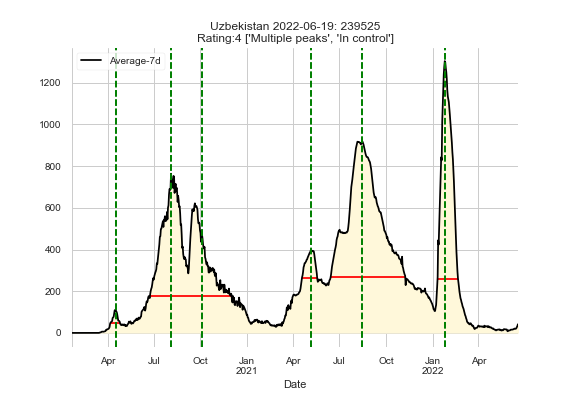 Uzbekistan 2022-06-19: 239525
Rating:4 ['Multiple peaks', 'In control']
Average-7d
1200
1000
800
600
400
200
0
Apr Jul Oct Jan Apr Jul Oct Jan Apr
2021 2022
Date